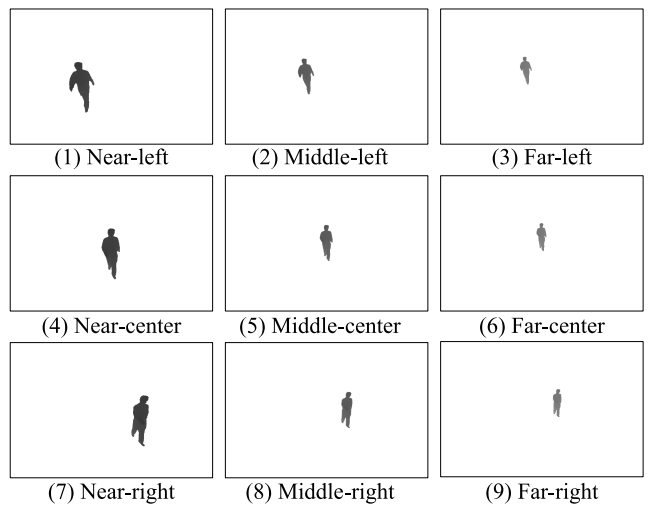 (1) Near-left
(2) Middle-left
(3) Far-left
(4) Near-center
(5) Middle-center
(6) Far-center
(7) Near-right
(8) Middle-right
(9) Far-right